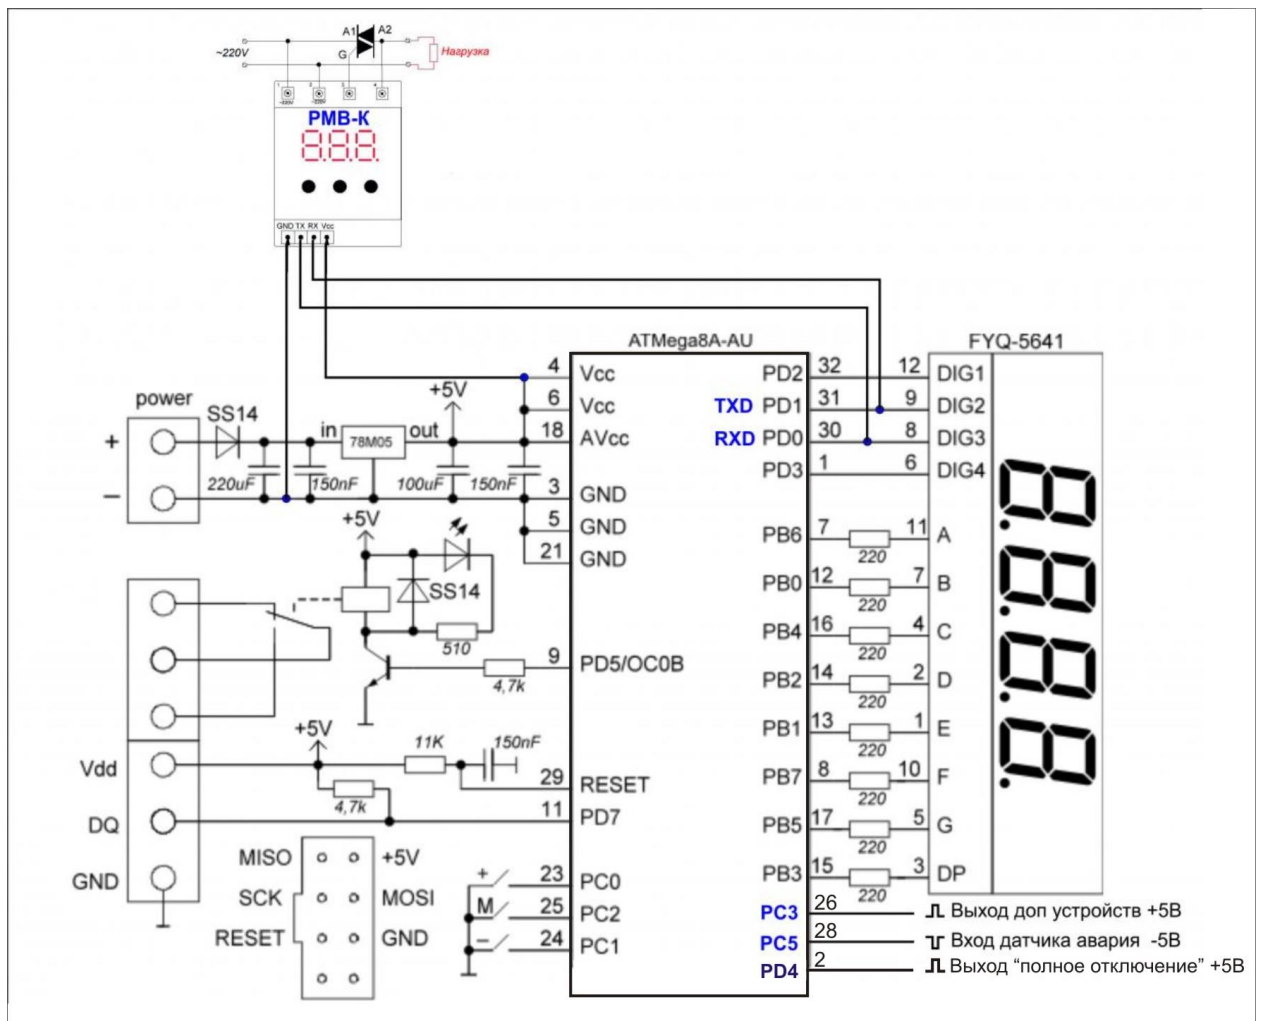 A1 A2
~220V
G
Нагрузка
1 2 3 4
~220V ~220V
РМВ-К
8.8.8.
GND TX RX Vcc
ATMega8A-AU
FYQ-5641
4 Vcc
PD2 32 12 DIG1
6 Vcc
TXD PD1 31 9 DIG2
18 AVcc
RXD PD0 30 8 DIG3
PD3 1 6 DIG4
power
SS14
+5V
+
in 78M05 out
220uF 150nF 100uF 150nF
–
3 GND
5 GND
21 GND
PB6 7 11 A
220
PB0 12 7 B
220
PB4 16 4 C
220
PB2 14 2 D
220
PB1 13 1 E
220
PB7 8 10 F
220
PB5 17 5 G
220
PB3 15 3 DP
220
+5V
SS14
510
9 PD5/OC0B
4,7k
+5V
11K 150nF
Vdd
29 RESET
4,7k
11 PD7
DQ
GND
MISO +5V
SCK MOSI
RESET GND
+ 23 PC0
M 25 PC2
– 24 PC1
PC3 26 Выход доп устройств +5В
PC5 28 Вход датчика авария -5В
PD4 2 Выход “полное отключение” +5В